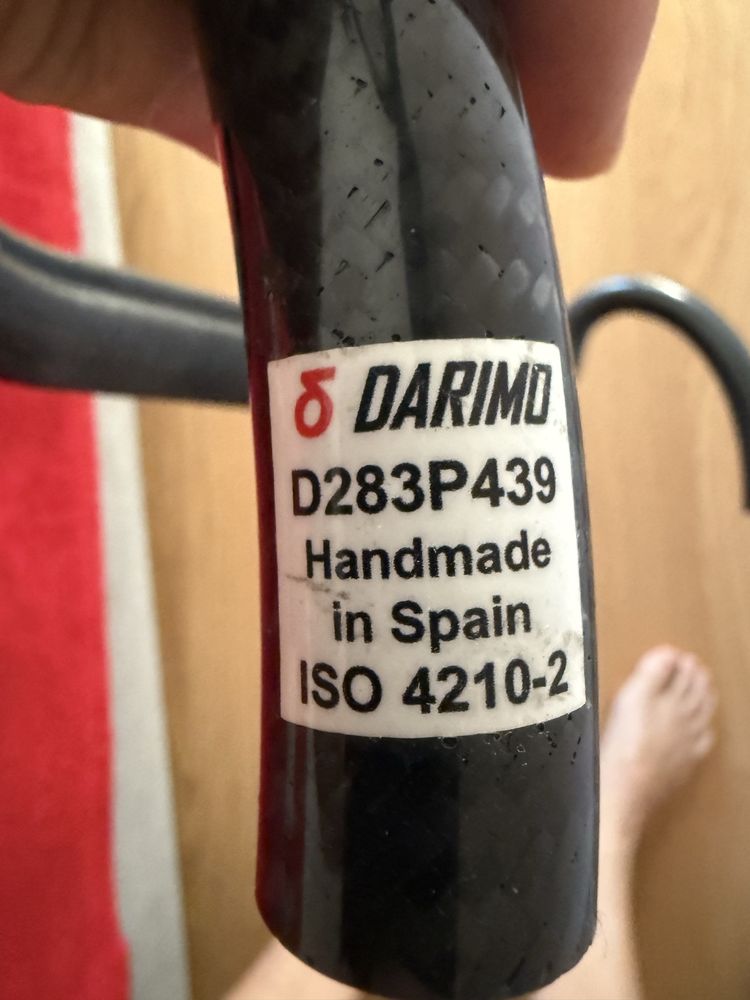 δ DARIMO
D283P439
Handmade
in Spain
ISO 4210-2